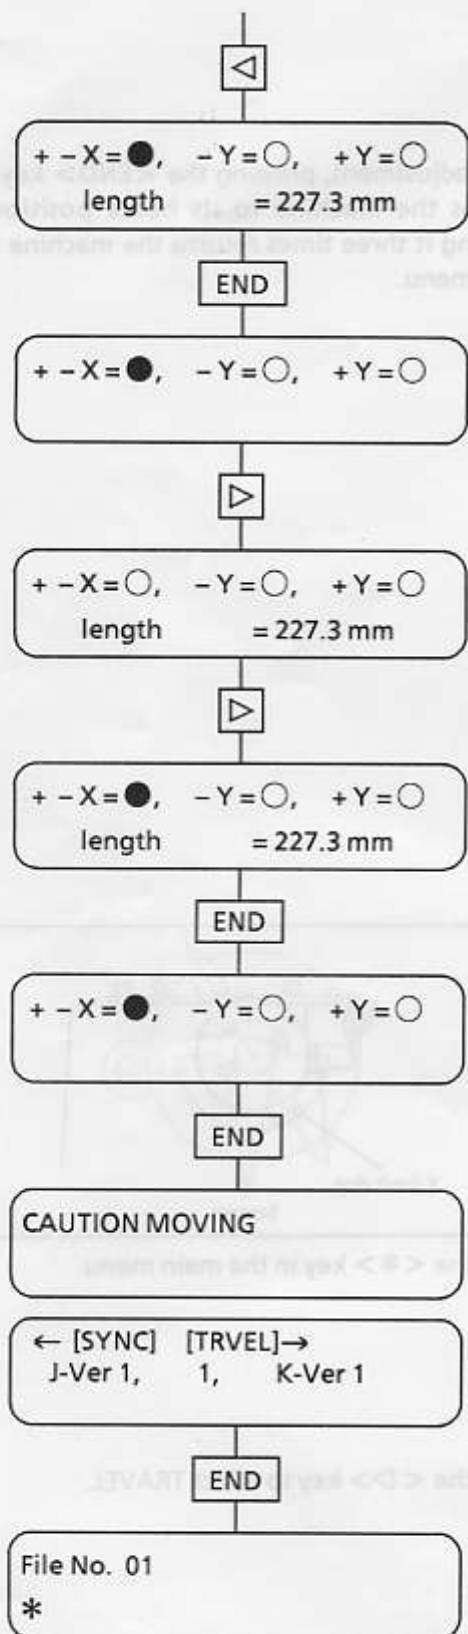 ◁
+ − X = ●, − Y = ○, + Y = ○
length = 227.3 mm
END
+ − X = ●, − Y = ○, + Y = ○
▷
+ − X = ○, − Y = ○, + Y = ○
length = 227.3 mm
▷
+ − X = ●, − Y = ○, + Y = ○
length = 227.3 mm
END
+ − X = ●, − Y = ○, + Y = ○
END
CAUTION MOVING
← [SYNC] [TRVEL]→
J-Ver 1, 1, K-Ver 1
END
File No. 01
*